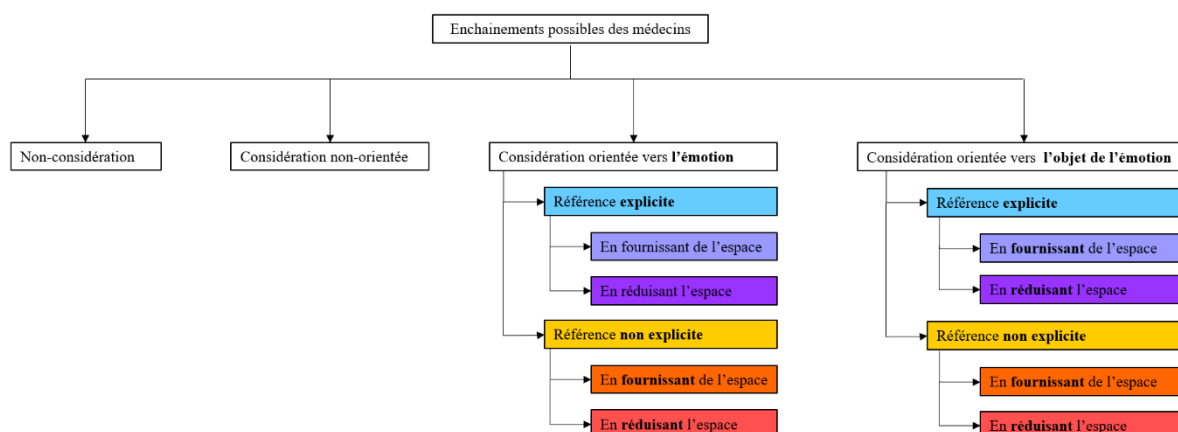 Enchainements possibles des médecins
Non-considération
Considération non-orientée
Considération orientée vers l'émotion
Considération orientée vers l'objet de l'émotion
Référence explicite
En fournissant de l'espace
En réduisant l'espace
Référence non explicite
En fournissant de l'espace
En réduisant l'espace
Référence explicite
En fournissant de l'espace
En réduisant l'espace
Référence non explicite
En fournissant de l'espace
En réduisant l'espace